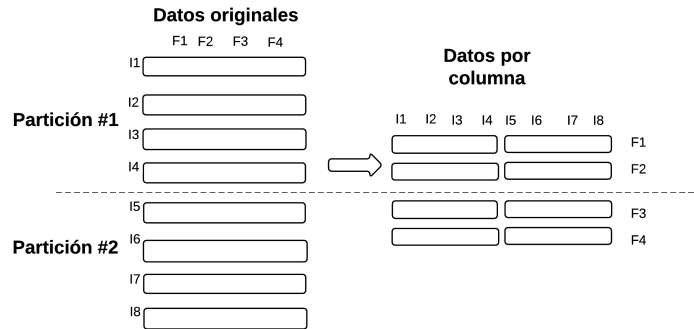 Datos originales
F1 F2 F3 F4
I1
I2
Partición #1
I3
I4
I5
I6
Partición #2
I7
I8
Datos por
columna
I1 I2 I3 I4 I5 I6 I7 I8
F1
F2
F3
F4